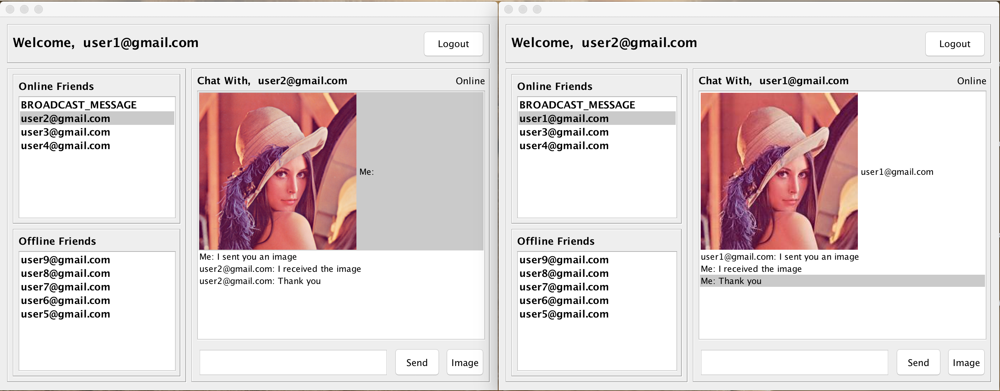 Welcome,  user1@gmail.com
Logout
Online Friends
BROADCAST_MESSAGE
user2@gmail.com
user3@gmail.com
user4@gmail.com
Offline Friends
user9@gmail.com
user8@gmail.com
user7@gmail.com
user6@gmail.com
user5@gmail.com
Chat With,  user2@gmail.com
Online
Me:
Me: I sent you an image
user2@gmail.com: I received the image
user2@gmail.com: Thank you
Send
Image
Welcome,  user2@gmail.com
Logout
Online Friends
BROADCAST_MESSAGE
user1@gmail.com
user3@gmail.com
user4@gmail.com
Offline Friends
user9@gmail.com
user8@gmail.com
user7@gmail.com
user6@gmail.com
user5@gmail.com
Chat With,  user1@gmail.com
Online
user1@gmail.com
user1@gmail.com: I sent you an image
Me: I received the image
Me: Thank you
Send
Image